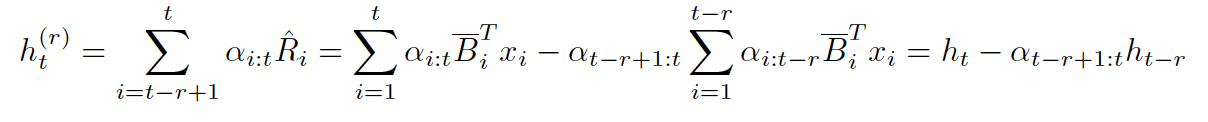 $h_t^{(r)} = \sum_{i=t-r+1}^{t} \alpha_{i:t} \hat{R}_i = \sum_{i=1}^{t} \alpha_{i:t} \overline{B}_i^T x_i - \alpha_{t-r+1:t} \sum_{i=1}^{t-r} \alpha_{i:t-r} \overline{B}_i^T x_i = h_t - \alpha_{t-r+1:t} h_{t-r}$